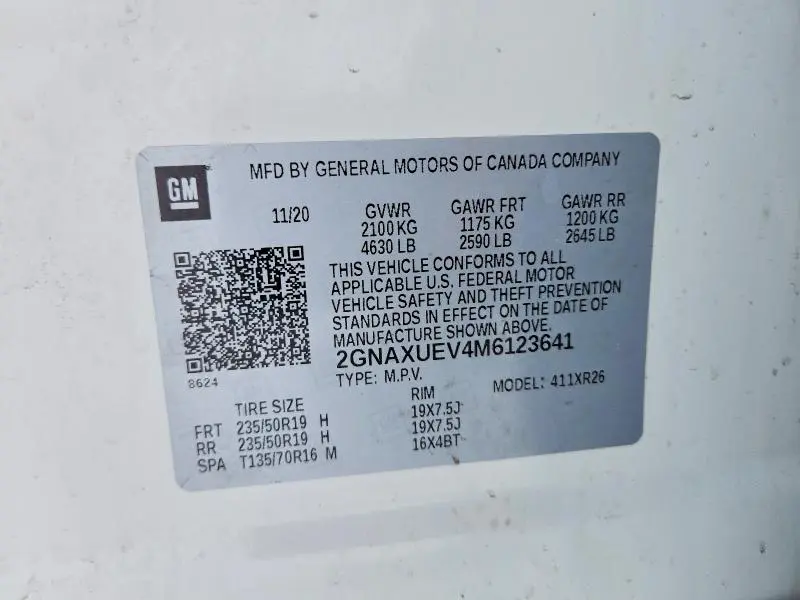 MFD BY GENERAL MOTORS OF CANADA COMPANY
GM
11/20 GVWR GAWR FRT GAWR RR
2100 KG 1175 KG 1200 KG
4630 LB 2590 LB 2645 LB
THIS VEHICLE CONFORMS TO ALL
APPLICABLE U.S. FEDERAL MOTOR
VEHICLE SAFETY AND THEFT PREVENTION
STANDARDS IN EFFECT ON THE DATE OF
MANUFACTURE SHOWN ABOVE.
2GNAXUEV4M6123641
8624
TYPE: M.P.V. MODEL: 411XR26
TIRE SIZE RIM
FRT 235/50R19 H 19X7.5J
RR 235/50R19 H 19X7.5J
SPA T135/70R16 M 16X4BT